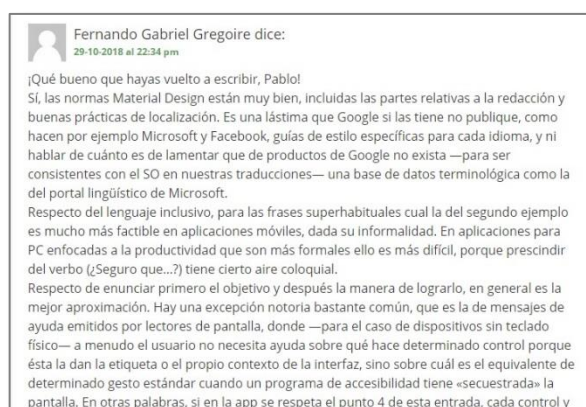 Fernando Gabriel Gregoire dice:
29-10-2018 al 22:34 pm
¡Qué bueno que hayas vuelto a escribir, Pablo!
Sí, las normas Material Design están muy bien, incluidas las partes relativas a la redacción y
buenas prácticas de localización. Es una lástima que Google si las tiene no publique, como
hacen por ejemplo Microsoft y Facebook, guías de estilo específicas para cada idioma, y ni
hablar de cuánto es de lamentar que de productos de Google no exista —para ser
consistentes con el SO en nuestras traducciones— una base de datos terminológica como la
del portal lingüístico de Microsoft.
Respecto del lenguaje inclusivo, para las frases superhabituales cual la del segundo ejemplo
es mucho más factible en aplicaciones móviles, dada su informalidad. En aplicaciones para
PC enfocadas a la productividad que son más formales ello es más difícil, porque prescindir
del verbo (¿Seguro que...?) tiene cierto aire coloquial.
Respecto de enunciar primero el objetivo y después la manera de lograrlo, en general es la
mejor aproximación. Hay una excepción notoria bastante común, que es la de mensajes de
ayuda emitidos por lectores de pantalla, donde —para el caso de dispositivos sin teclado
físico— a menudo el usuario no necesita ayuda sobre qué hace determinado control porque
ésta la dan la etiqueta o el propio contexto de la interfaz, sino sobre cuál es el equivalente de
determinado gesto estándar cuando un programa de accesibilidad tiene «secuestrada» la
pantalla. En otras palabras, si en la app se respeta el punto 4 de esta entrada, cada control y